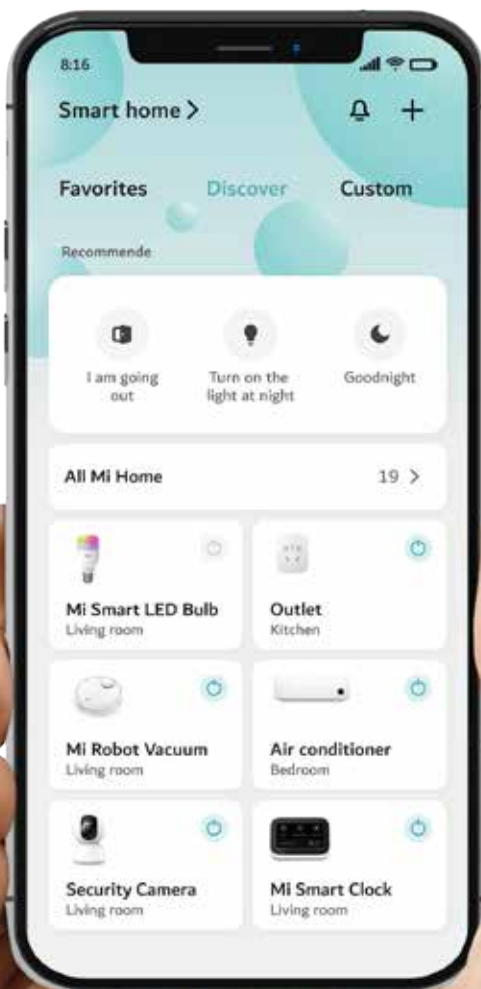 8:16
Smart home >
Favorites Discover Custom
Recommende
I am going
out
Turn on the
light at night
Goodnight
All Mi Home 19 >
Mi Smart LED Bulb
Living room
Outlet
Kitchen
Mi Robot Vacuum
Living room
Air conditioner
Bedroom
Security Camera
Living room
Mi Smart Clock
Living room